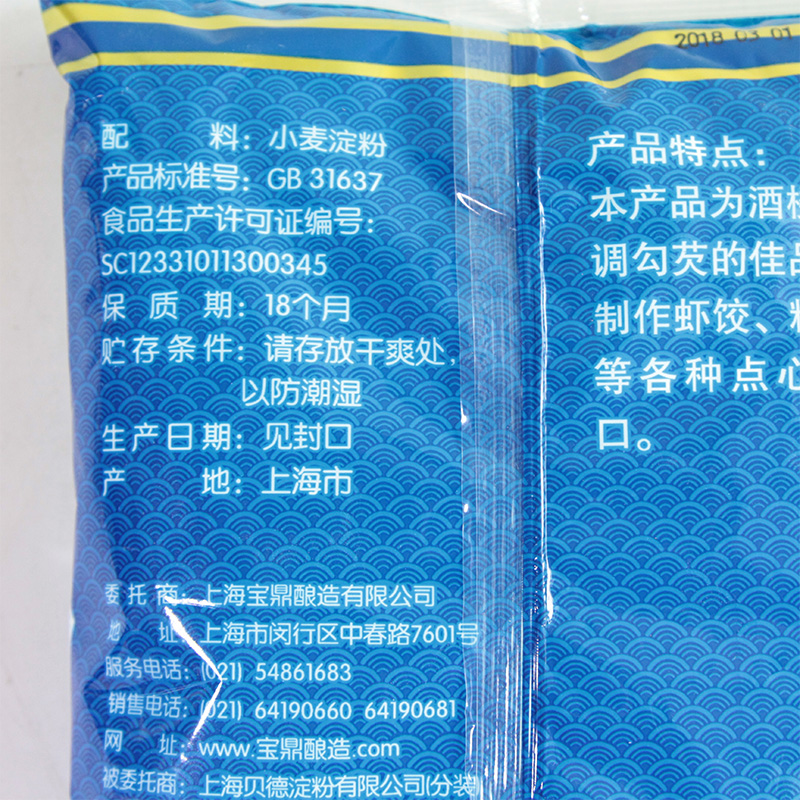 2018 03 01
配 料：小麦淀粉
产品标准号：GB 31637
食品生产许可证编号：
SC12331011300345
保 质 期：18个月
贮存条件：请存放干爽处，
以防潮湿
生产日期：见封口
产 地：上海市
委托商：上海宝鼎酿造有限公司
地 址：上海市闵行区中春路7601号
服务电话：(021) 54861683
销售电话：(021) 64190660 64190681
网 址：www.宝鼎酿造.com
被委托商：上海贝德淀粉有限公司(分装
产品特点：
本产品为酒
调勾芡的佳品
制作虾饺、
等各种点心
口。